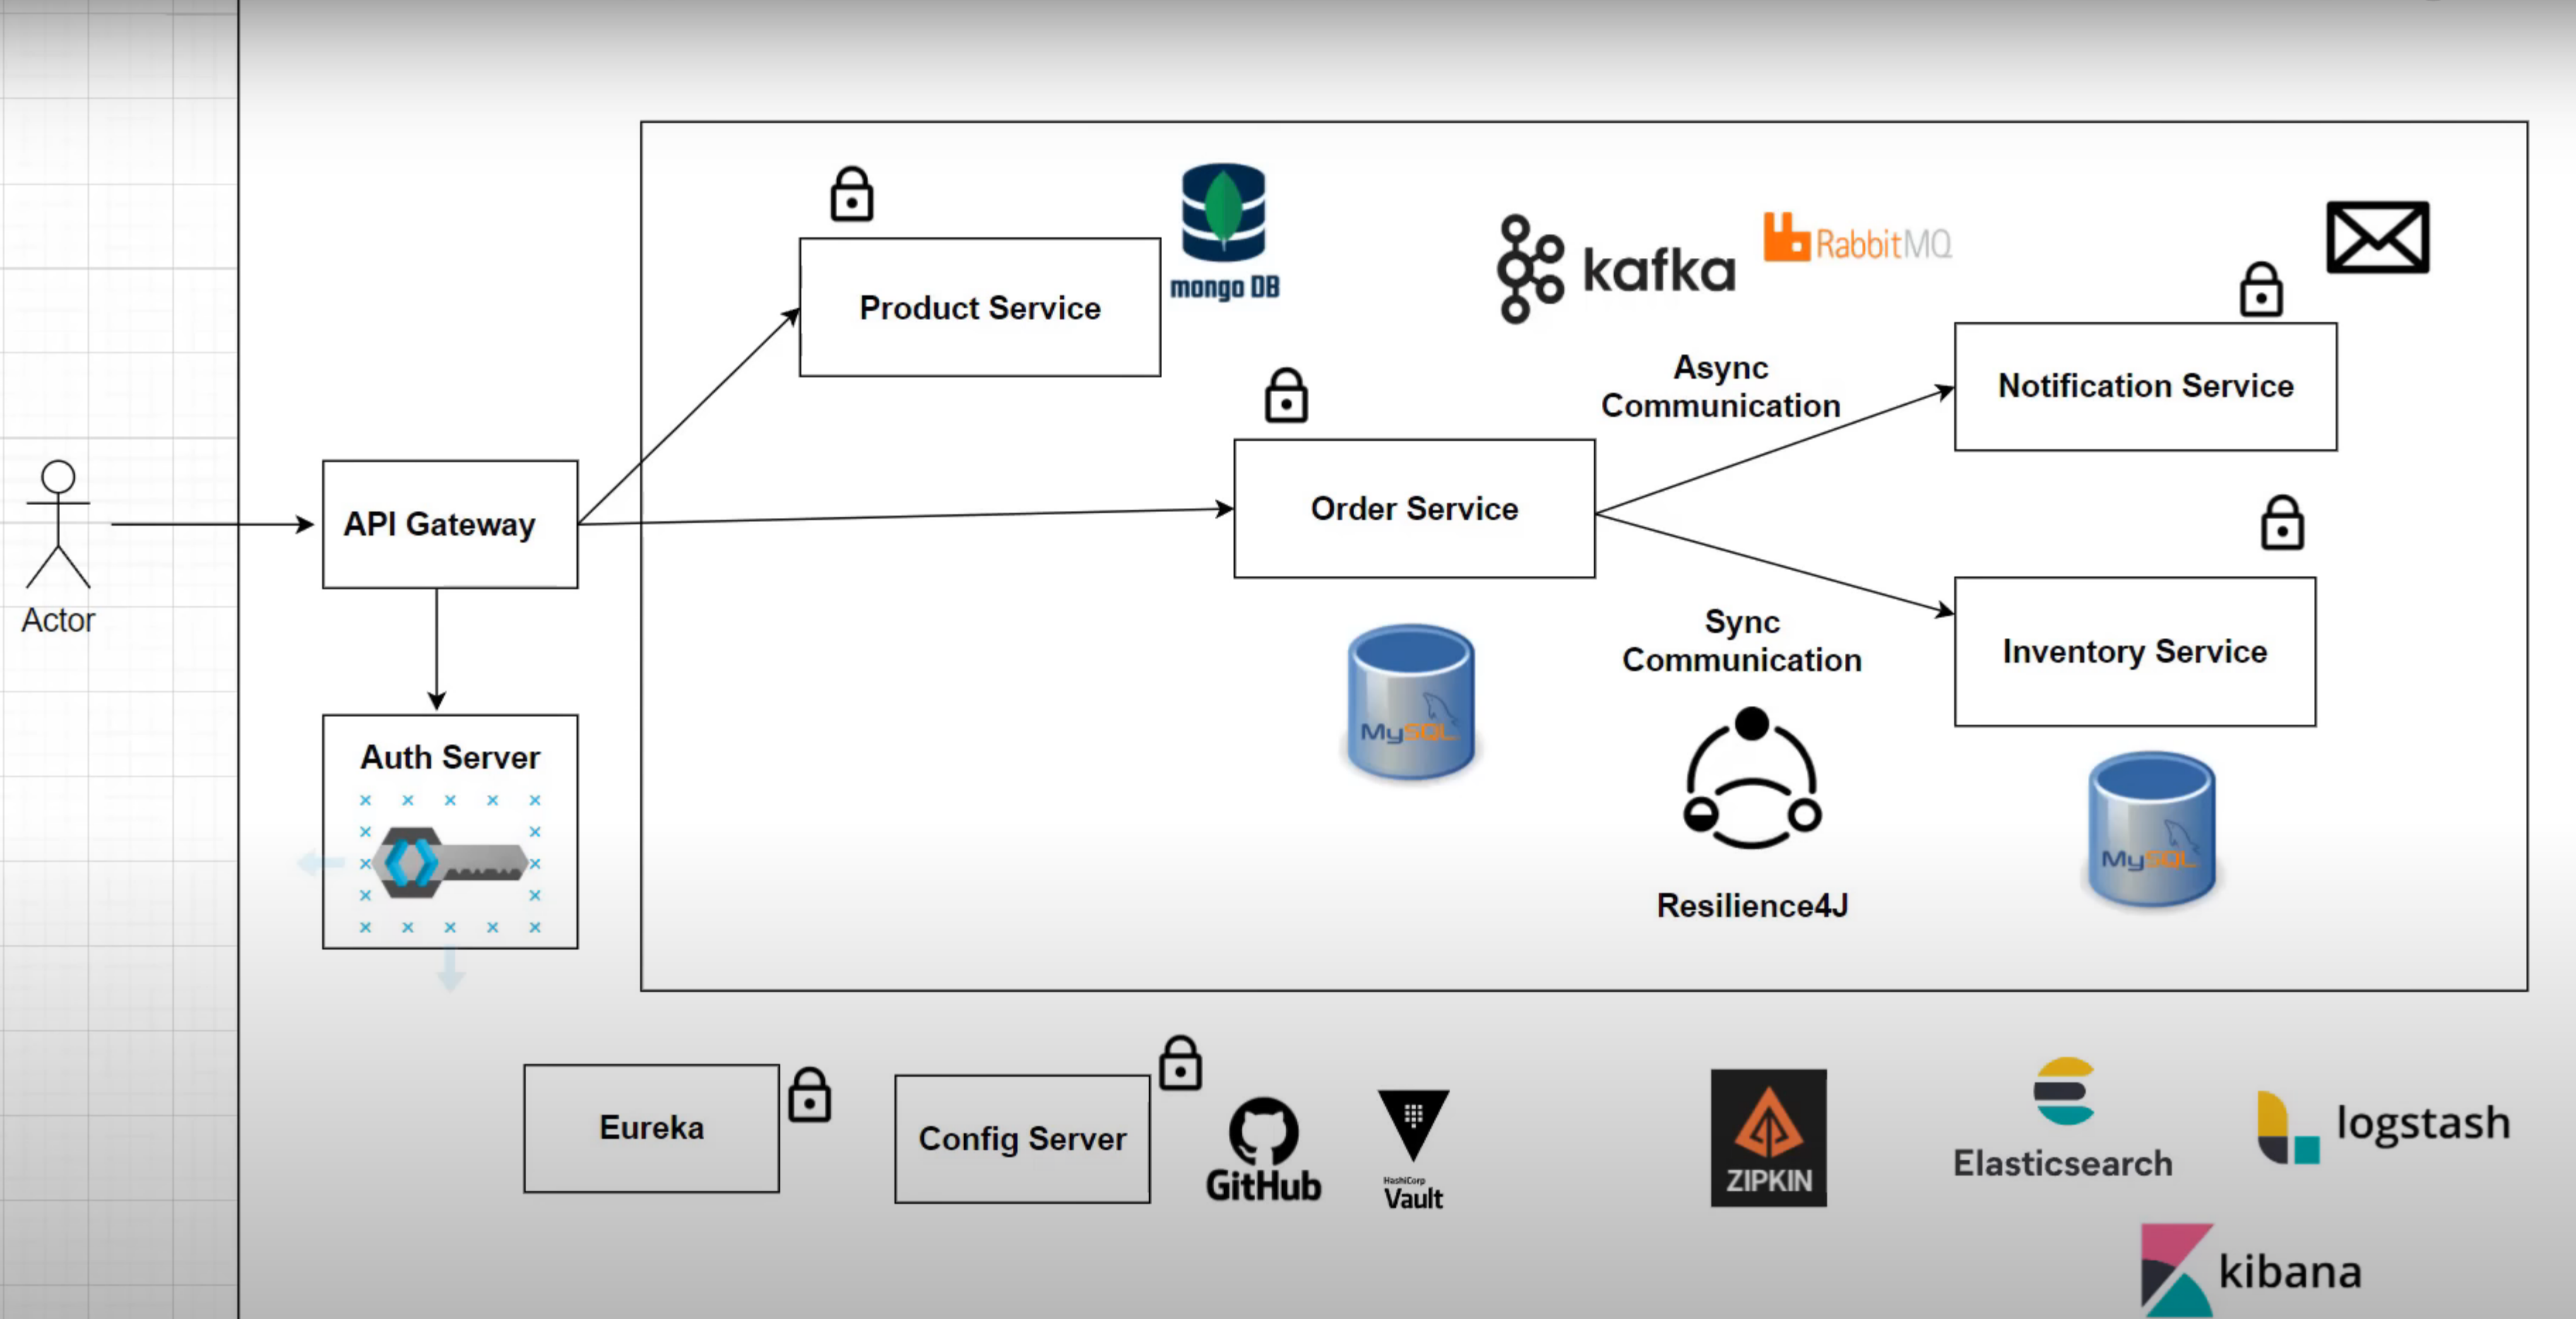 mongo DB
Product Service
kafka
RabbitMQ
Async
Communication
Notification Service
API Gateway
Order Service
Actor
Sync
Communication
Inventory Service
MySQL
Auth Server
Resilience4J
MySQL
Eureka
Config Server
GitHub
HashiCorp
Vault
ZIPKIN
Elasticsearch
logstash
kibana